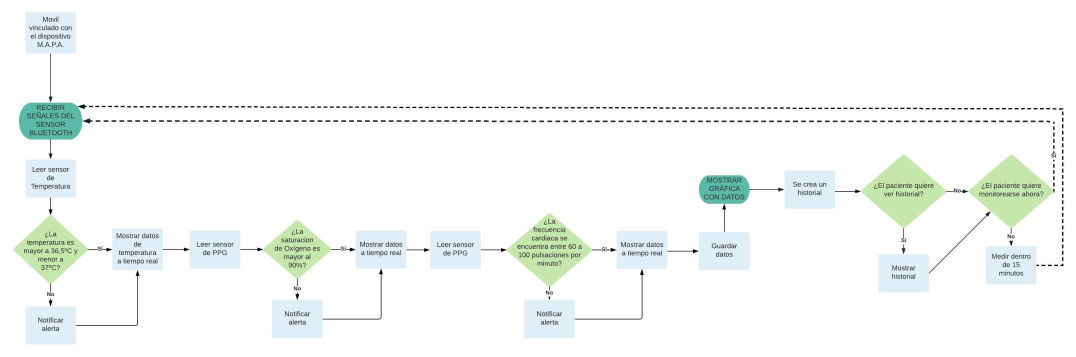 Movil
vinculado con
el dispositivo
M.A.P.A.
RECIBIR
SEÑALES DEL
SENSOR
BLUETOOTH
Leer sensor
de
Temperatura
¿La
temperatura es
mayor a 36,5ºC y
menor a
37ºC?
Sí
No
Notificar
alerta
Mostrar datos
de
temperatura
a tiempo real
Leer sensor
de PPG
¿La
saturacion
de Oxígeno es
mayor al
90%?
Sí
No
Notificar
alerta
Mostrar datos
a tiempo real
Leer sensor
de PPG
¿La
frecuencia
cardíaca se
encuentra entre 60 a
100 pulsaciones por
minuto?
Sí
No
Notificar
alerta
Mostrar datos
a tiempo real
Guardar
datos
MOSTRAR
GRÁFICA
CON DATOS
Se crea un
historial
¿El paciente quiere
ver historial?
No
Sí
Mostrar
historial
¿El paciente quiere
monitorearse ahora?
Sí
No
Medir dentro
de 15
minutos